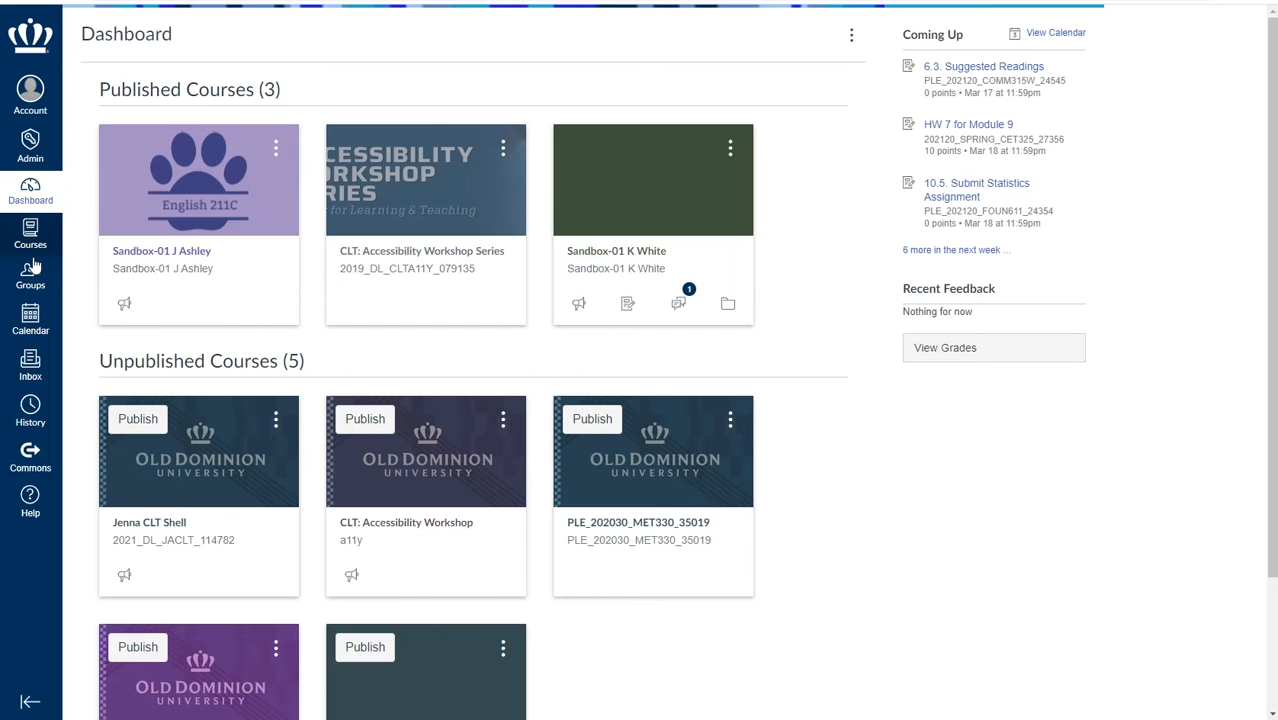 Account
Admin
Dashboard
Courses
Groups
Calendar
Inbox
History
Commons
Help
Dashboard
Published Courses (3)
English 211C
Sandbox-01 J Ashley
Sandbox-01 J Ashley
CESSIBILITY
RKSHOP
RIES
for Learning & Teaching
CLT: Accessibility Workshop Series
2019_DL_CLTA11Y_079135
Sandbox-01 K White
Sandbox-01 K White
1
Unpublished Courses (5)
Publish
OLD DOMINION
UNIVERSITY
Jenna CLT Shell
2021_DL_JACLT_114782
Publish
OLD DOMINION
UNIVERSITY
CLT: Accessibility Workshop
a11y
Publish
OLD DOMINION
UNIVERSITY
PLE_202030_MET330_35019
PLE_202030_MET330_35019
Publish
OLD DOMINION
UNIVERSITY
Publish
Coming Up
3
View Calendar
6.3. Suggested Readings
PLE_202120_COMM315W_24545
0 points • Mar 17 at 11:59pm
HW 7 for Module 9
202120_SPRING_CET325_27356
10 points • Mar 18 at 11:59pm
10.5. Submit Statistics
Assignment
PLE_202120_FOUN611_24354
0 points • Mar 18 at 11:59pm
6 more in the next week ...
Recent Feedback
Nothing for now
View Grades